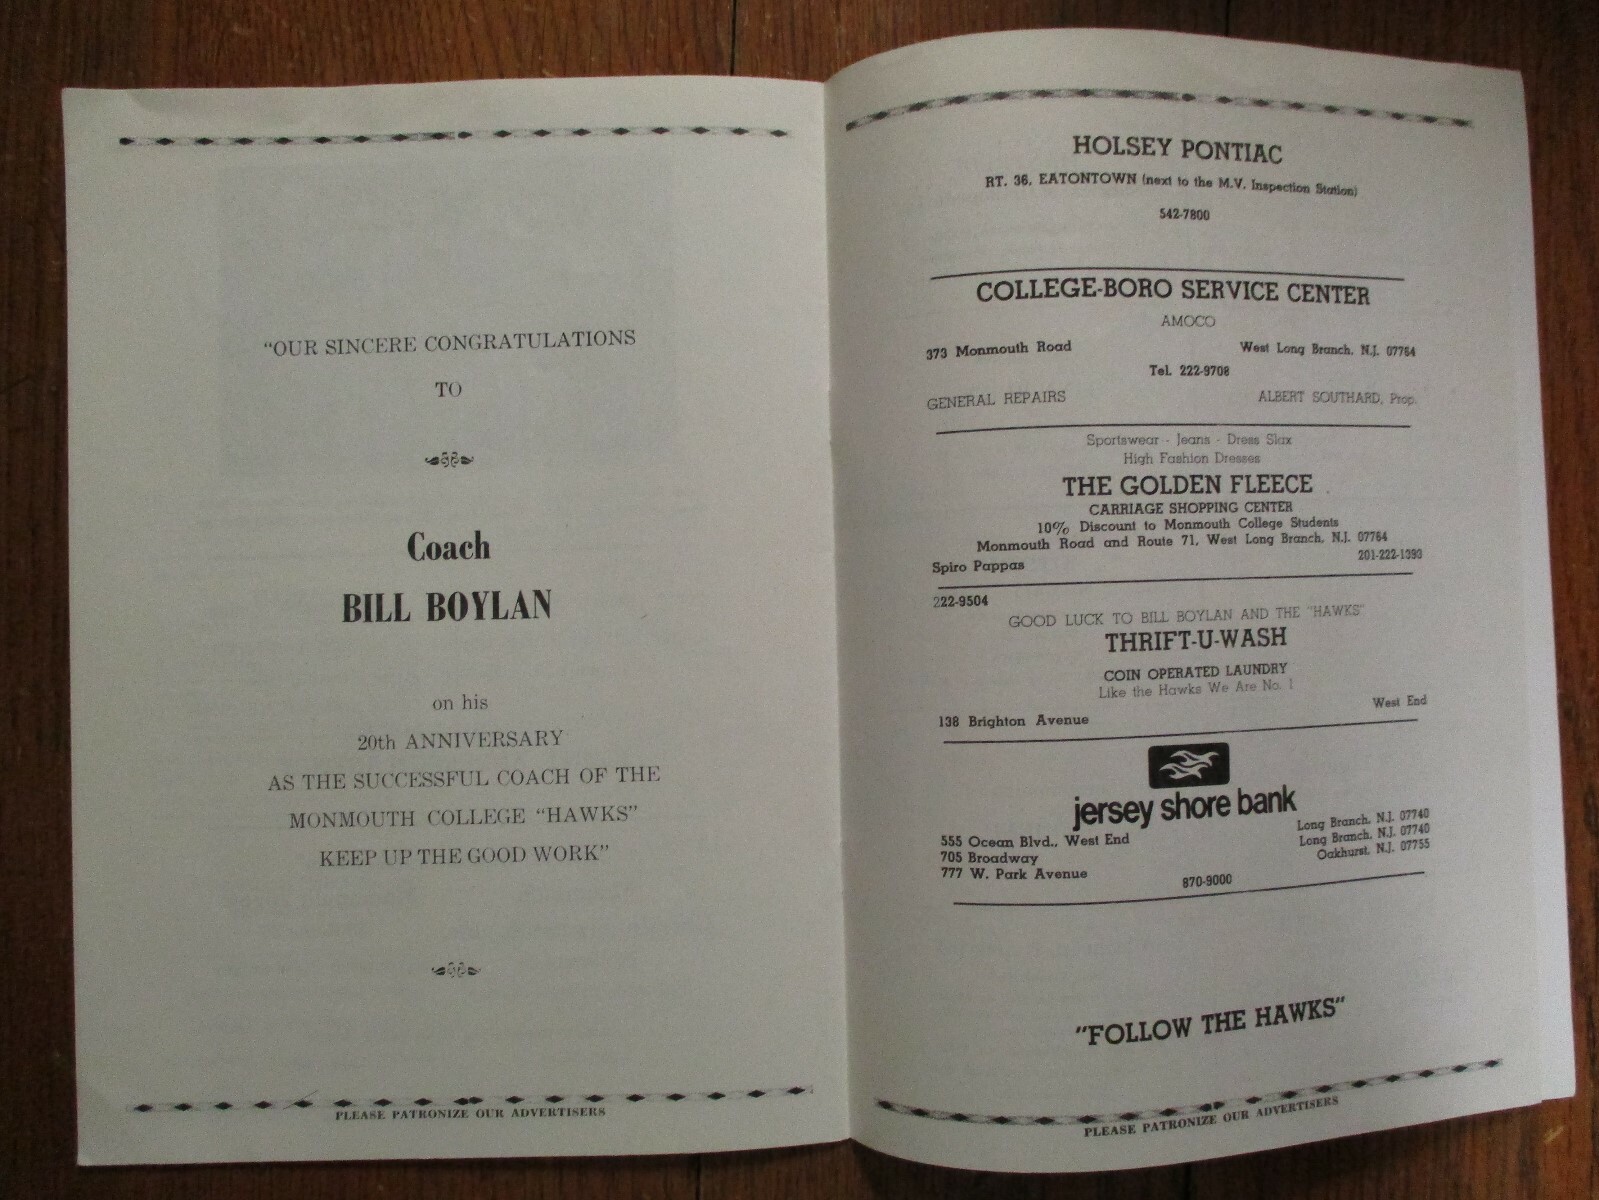 "OUR SINCERE CONGRATULATIONS
TO
Coach
BILL BOYLAN
on his
20th ANNIVERSARY
AS THE SUCCESSFUL COACH OF THE
MONMOUTH COLLEGE "HAWKS"
KEEP UP THE GOOD WORK"
PLEASE PATRONIZE OUR ADVERTISERS
HOLSEY PONTIAC
RT. 36, EATONTOWN (next to the M.V. Inspection Station)
542-7800
COLLEGE-BORO SERVICE CENTER
AMOCO
373 Monmouth Road West Long Branch, N.J. 07764
Tel. 222-9708
GENERAL REPAIRS ALBERT SOUTHARD, Prop.
Sportswear - Jeans - Dress Slax
High Fashion Dresses
THE GOLDEN FLEECE
CARRIAGE SHOPPING CENTER
10% Discount to Monmouth College Students
Monmouth Road and Route 71, West Long Branch, N.J. 07764
Spiro Pappas 201-222-1393
222-9504
GOOD LUCK TO BILL BOYLAN AND THE "HAWKS"
THRIFT-U-WASH
COIN OPERATED LAUNDRY
Like the Hawks We Are No. 1
138 Brighton Avenue West End
jersey shore bank
555 Ocean Blvd., West End Long Branch, N.J. 07740
705 Broadway Long Branch, N.J. 07740
777 W. Park Avenue Oakhurst, N.J. 07755
870-9000
"FOLLOW THE HAWKS"
PLEASE PATRONIZE OUR ADVERTISERS